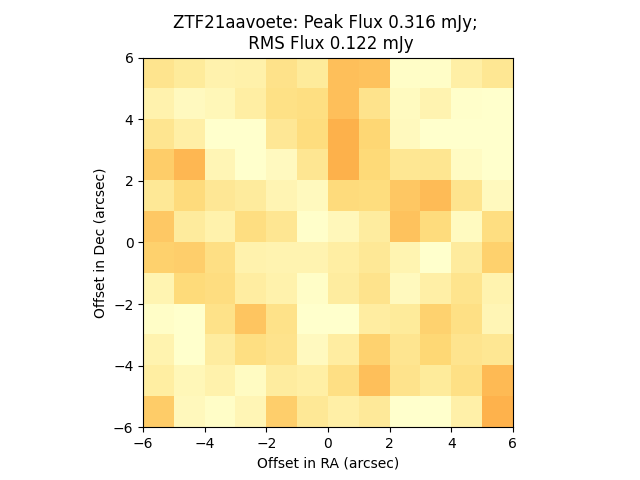 ZTF21aavoete: Peak Flux 0.316 mJy;
RMS Flux 0.122 mJy
6
4
2
0
−2
−4
−6
Offset in Dec (arcsec)
−6 −4 −2 0 2 4 6
Offset in RA (arcsec)